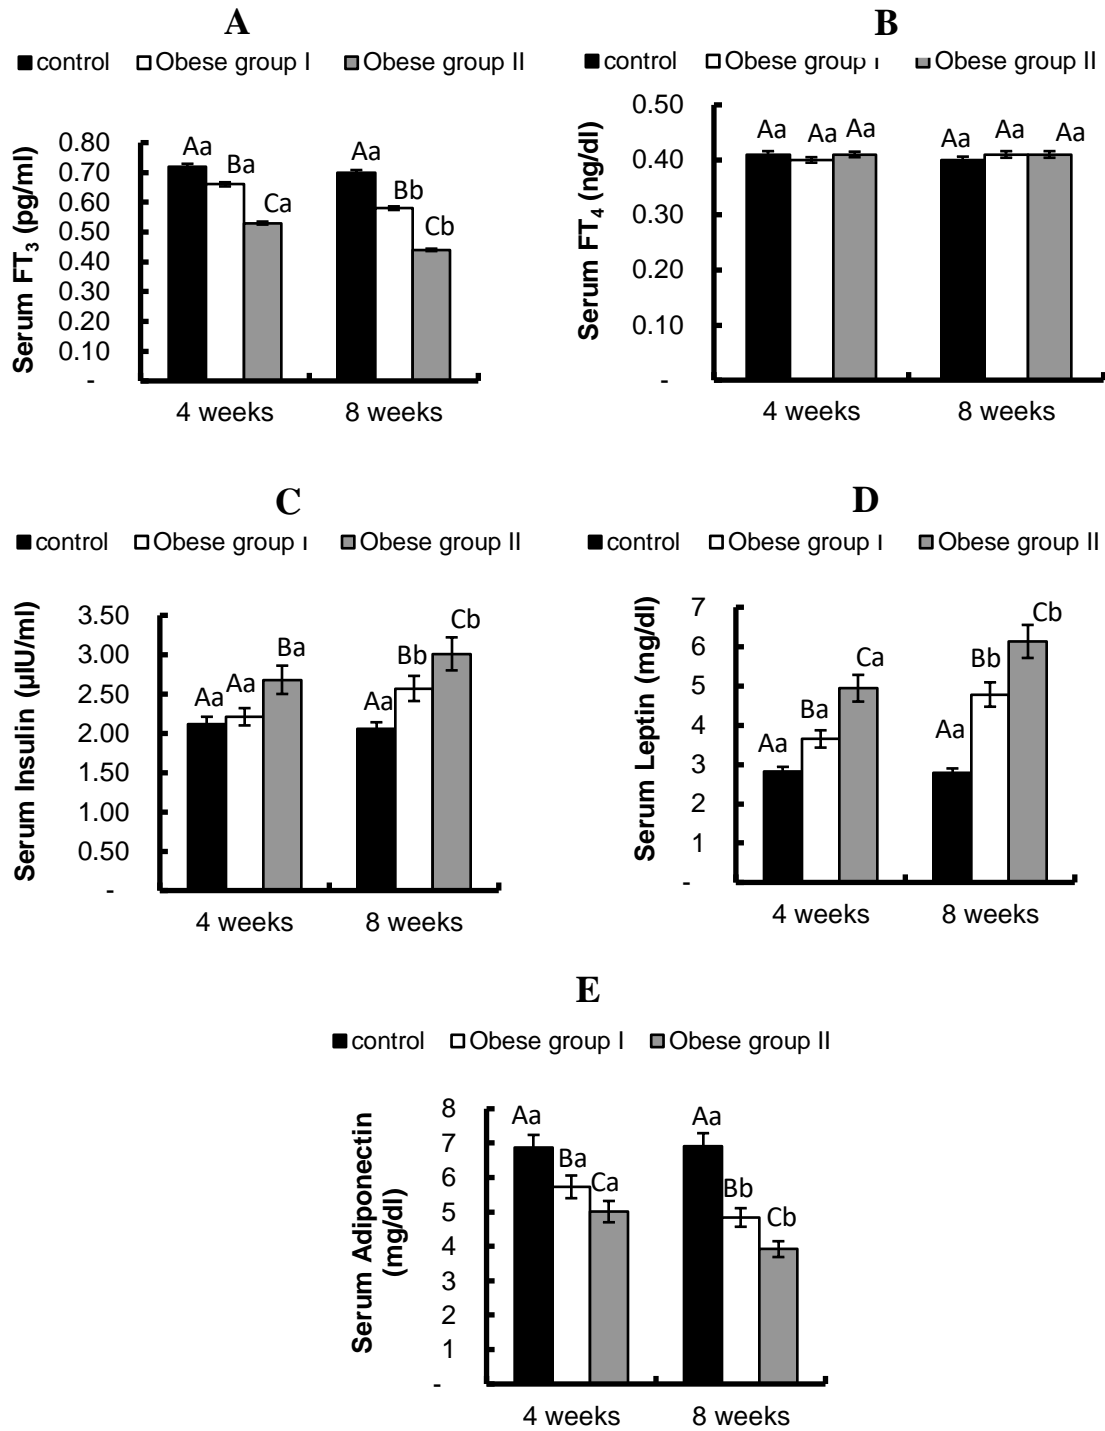 A
control Obese group I Obese group II
Serum FT3 (pg/ml)
0.80
0.70
0.60
0.50
0.40
0.30
0.20
0.10
-
Aa Ba Ca Aa Bb Cb
4 weeks 8 weeks
B
control Obese group I Obese group II
Serum FT4 (ng/dl)
0.50
0.40
0.30
0.20
0.10
-
Aa Aa Aa Aa Aa Aa
4 weeks 8 weeks
C
control Obese group I Obese group II
Serum Insulin (µIU/ml)
3.50
3.00
2.50
2.00
1.50
1.00
0.50
-
Aa Aa Ba Aa Bb Cb
4 weeks 8 weeks
D
control Obese group I Obese group II
Serum Leptin (mg/dl)
7
6
5
4
3
2
1
-
Aa Ba Ca Aa Bb Cb
4 weeks 8 weeks
E
control Obese group I Obese group II
Serum Adiponectin
(mg/dl)
8
7
6
5
4
3
2
1
-
Aa Ba Ca Aa Bb Cb
4 weeks 8 weeks